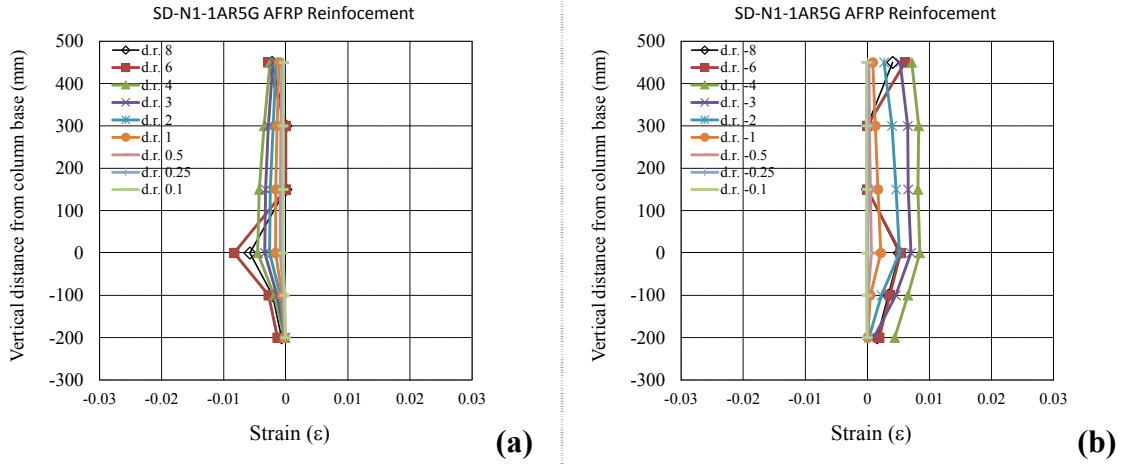 SD-N1-1AR5G AFRP Reinfocement
Vertical distance from column base (mm)
500
400
300
200
100
0
-100
-200
-300
d.r. 8
d.r. 6
d.r. 4
d.r. 3
d.r. 2
d.r. 1
d.r. 0.5
d.r. 0.25
d.r. 0.1
-0.03 -0.02 -0.01 0 0.01 0.02 0.03
Strain (ε)
(a)
SD-N1-1AR5G AFRP Reinfocement
Vertical distance from column base (mm)
500
400
300
200
100
0
-100
-200
-300
d.r. -8
d.r. -6
d.r. -4
d.r. -3
d.r. -2
d.r. -1
d.r. -0.5
d.r. -0.25
d.r. -0.1
-0.03 -0.02 -0.01 0 0.01 0.02 0.03
Strain (ε)
(b)